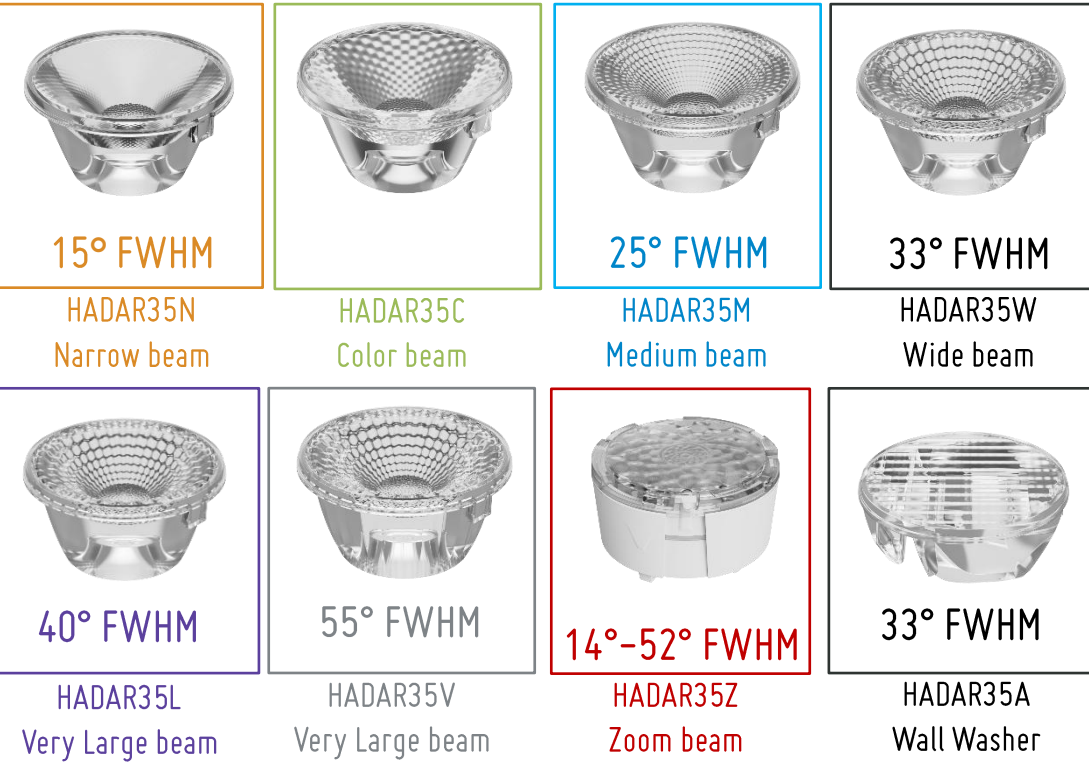 15° FWHM
HADAR35N
Narrow beam
HADAR35C
Color beam
25° FWHM
HADAR35M
Medium beam
33° FWHM
HADAR35W
Wide beam
40° FWHM
HADAR35L
Very Large beam
55° FWHM
HADAR35V
Very Large beam
14°-52° FWHM
HADAR35Z
Zoom beam
33° FWHM
HADAR35A
Wall Washer